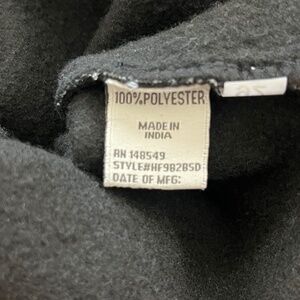 100%POLYESTER
MADE IN
INDIA
RN 148549
STYLE#HF982BSD
DATE OF MFG: